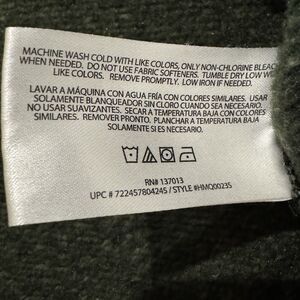 MACHINE WASH COLD WITH LIKE COLORS, ONLY NON-CHLORINE BLEAC
WHEN NEEDED. DO NOT USE FABRIC SOFTENERS. TUMBLE DRY LOW W
LIKE COLORS. REMOVE PROMPTLY. LOW IRON IF NEEDED.
LAVAR A MÁQUINA CON AGUA FRÍA CON COLORES SIMILARES. USAR
SOLAMENTE BLANQUEADOR SIN CLORO CUANDO SEA NECESARIO.
NO USAR SUAVIZANTES. SECAR A TEMPERATURA BAJA CON COLORES
SIMILARES. REMOVER PRONTO. PLANCHAR A TEMPERATURA BAJA
SOLAMENTE SI ES NECESARIO.
RN# 137013
UPC # 722457804245 / STYLE #HMQ00235